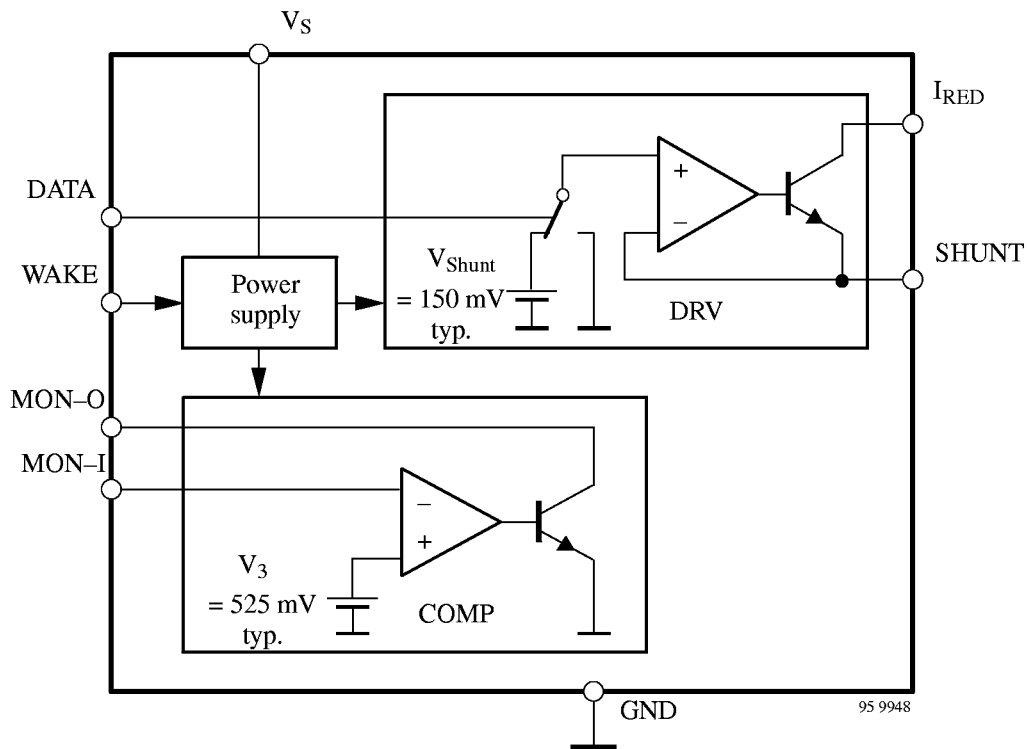 V_S
I_RED
DATA
+
–
V_Shunt
= 150 mV
typ.
DRV
SHUNT
WAKE
Power
supply
MON–O
MON–I
–
+
V_3
= 525 mV
typ.
COMP
GND
95 9948